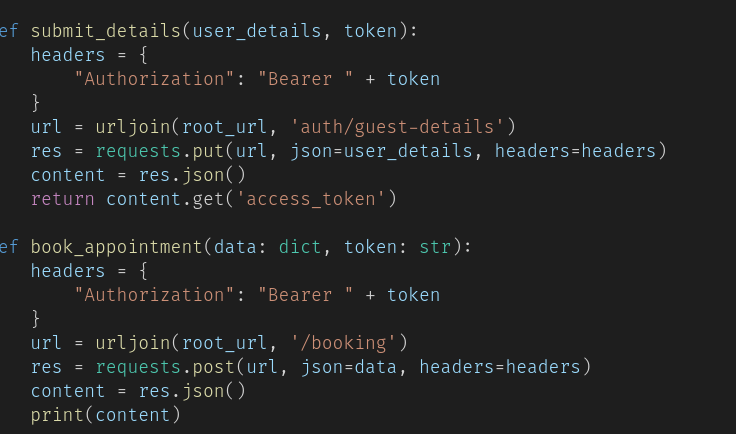 ef submit_details(user_details, token):
headers = {
"Authorization": "Bearer " + token
}
url = urljoin(root_url, 'auth/guest-details')
res = requests.put(url, json=user_details, headers=headers)
content = res.json()
return content.get('access_token')
ef book_appointment(data: dict, token: str):
headers = {
"Authorization": "Bearer " + token
}
url = urljoin(root_url, '/booking')
res = requests.post(url, json=data, headers=headers)
content = res.json()
print(content)